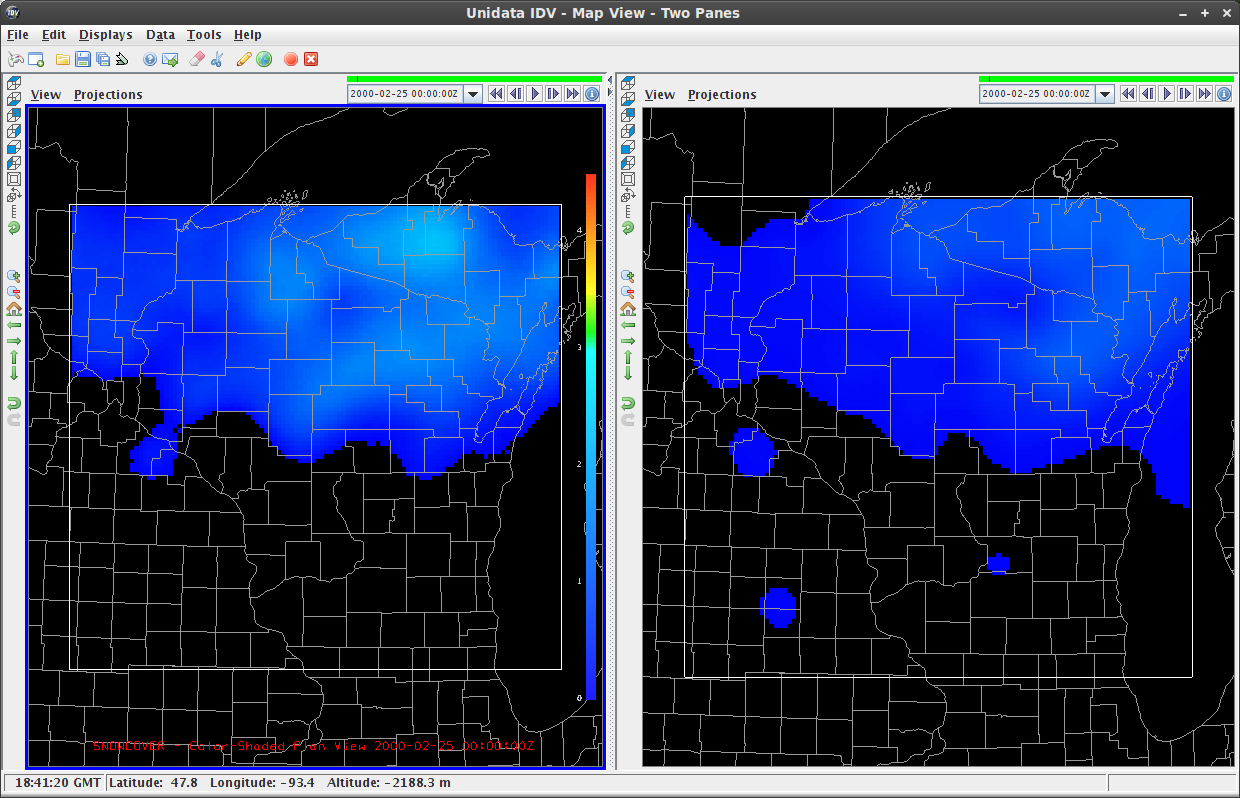 IDV
Unidata IDV - Map View - Two Panes
File Edit Displays Data Tools Help
View Projections
2000-02-25 00:00:00Z
View Projections
2000-02-25 00:00:00Z
4
3
2
1
0
Color-Shaded Plan View 2000-02-25 00:00:00Z
18:41:20 GMT Latitude: 47.8 Longitude: -93.4 Altitude: -2188.3 m